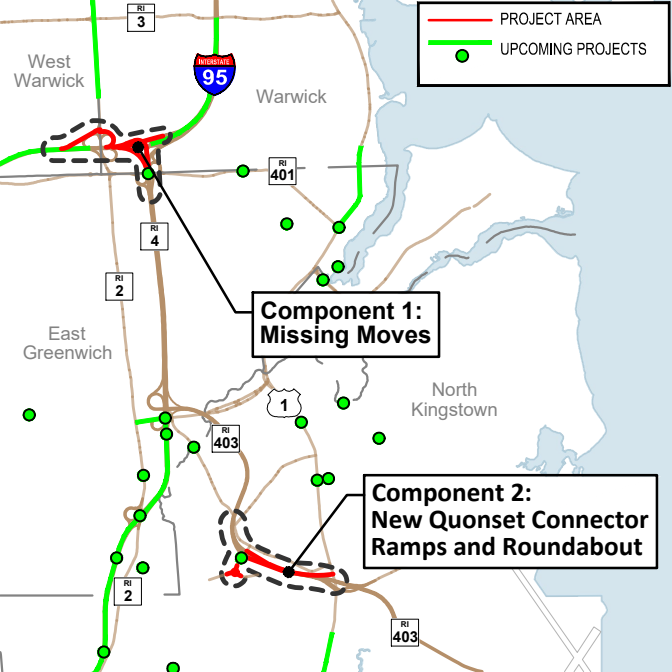 RI
3
PROJECT AREA
UPCOMING PROJECTS
West
Warwick
INTERSTATE
95
Warwick
RI
401
RI
4
RI
2
Component 1:
Missing Moves
East
Greenwich
1
North
Kingstown
RI
403
Component 2:
New Quonset Connector
Ramps and Roundabout
RI
2
RI
403